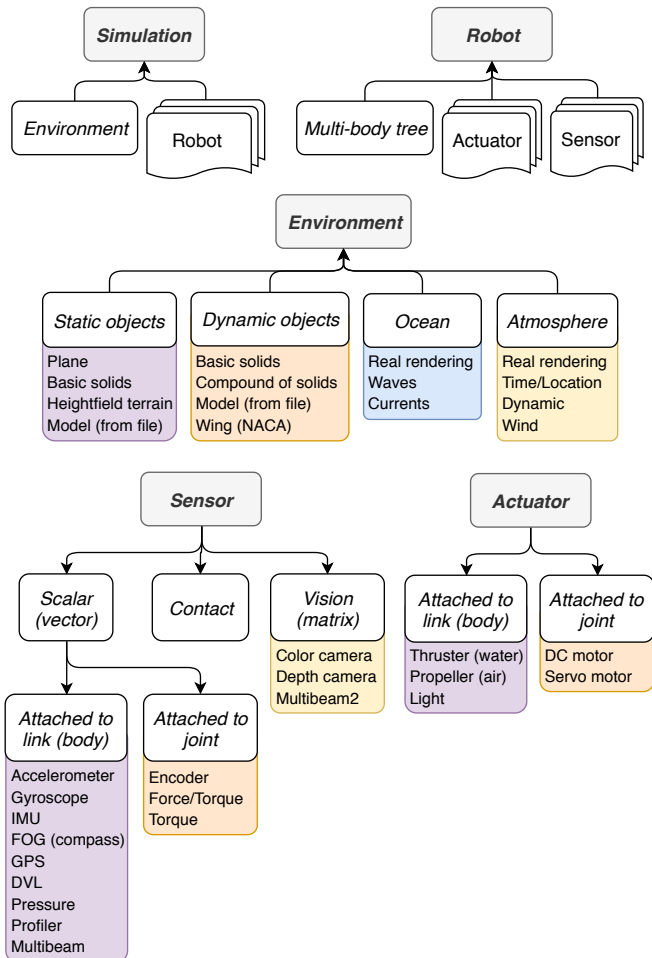 Simulation
Robot
Environment
Robot
Multi-body tree
Actuator
Sensor
Environment
Static objects
Plane
Basic solids
Heightfield terrain
Model (from file)
Dynamic objects
Basic solids
Compound of solids
Model (from file)
Wing (NACA)
Ocean
Real rendering
Waves
Currents
Atmosphere
Real rendering
Time/Location
Dynamic
Wind
Sensor
Scalar
(vector)
Contact
Vision
(matrix)
Color camera
Depth camera
Multibeam2
Attached to
link (body)
Accelerometer
Gyroscope
IMU
FOG (compass)
GPS
DVL
Pressure
Profiler
Multibeam
Attached to
joint
Encoder
Force/Torque
Torque
Actuator
Attached to
link (body)
Thruster (water)
Propeller (air)
Light
Attached to
joint
DC motor
Servo motor